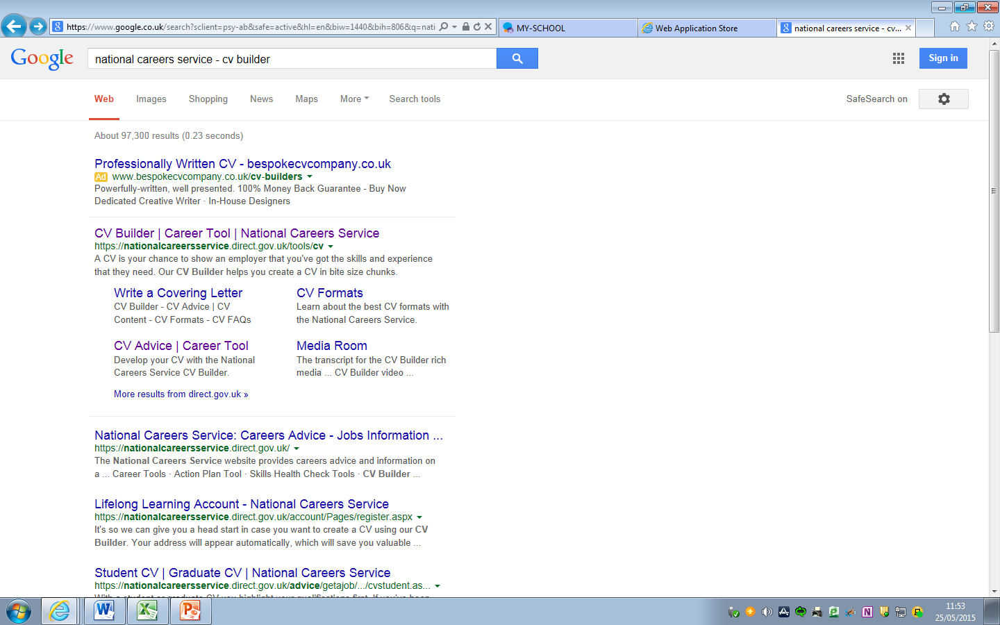 https://www.google.co.uk/search?sclient=psy-ab&safe=active&hl=en&biw=1440&bih=806&q=nati
MY-SCHOOL
Web Application Store
national careers service - cv...
Google
national careers service - cv builder
Sign in
Web
Images
Shopping
News
Maps
More
Search tools
SafeSearch on
About 97,300 results (0.23 seconds)
Professionally Written CV - bespokecvcompany.co.uk
Ad www.bespokecvcompany.co.uk/cv-builders
Powerfully-written, well presented. 100% Money Back Guarantee - Buy Now
Dedicated Creative Writer · In-House Designers
CV Builder | Career Tool | National Careers Service
https://nationalcareersservice.direct.gov.uk/tools/cv
A CV is your chance to show an employer that you've got the skills and experience
that they need. Our CV Builder helps you create a CV in bite size chunks.
Write a Covering Letter
CV Builder - CV Advice | CV
Content - CV Formats - CV FAQs
CV Formats
Learn about the best CV formats with
the National Careers Service.
CV Advice | Career Tool
Develop your CV with the National
Careers Service CV Builder.
Media Room
The transcript for the CV Builder rich
media ... CV Builder video ...
More results from direct.gov.uk »
National Careers Service: Careers Advice - Jobs Information ...
https://nationalcareersservice.direct.gov.uk/
The National Careers Service website provides careers advice and information on
a ... Career Tools · Action Plan Tool · Skills Health Check Tools · CV Builder ...
Lifelong Learning Account - National Careers Service
https://nationalcareersservice.direct.gov.uk/account/Pages/register.aspx
It's so we can give you a head start in case you want to create a CV using our CV
Builder. Your address will appear automatically, which will save you valuable ...
Student CV | Graduate CV | National Careers Service
https://nationalcareersservice.direct.gov.uk/advice/getajob/.../cvstudent.as...
With a student or graduate CV you highlight your qualifications first. If you've been
11:53
25/05/2015